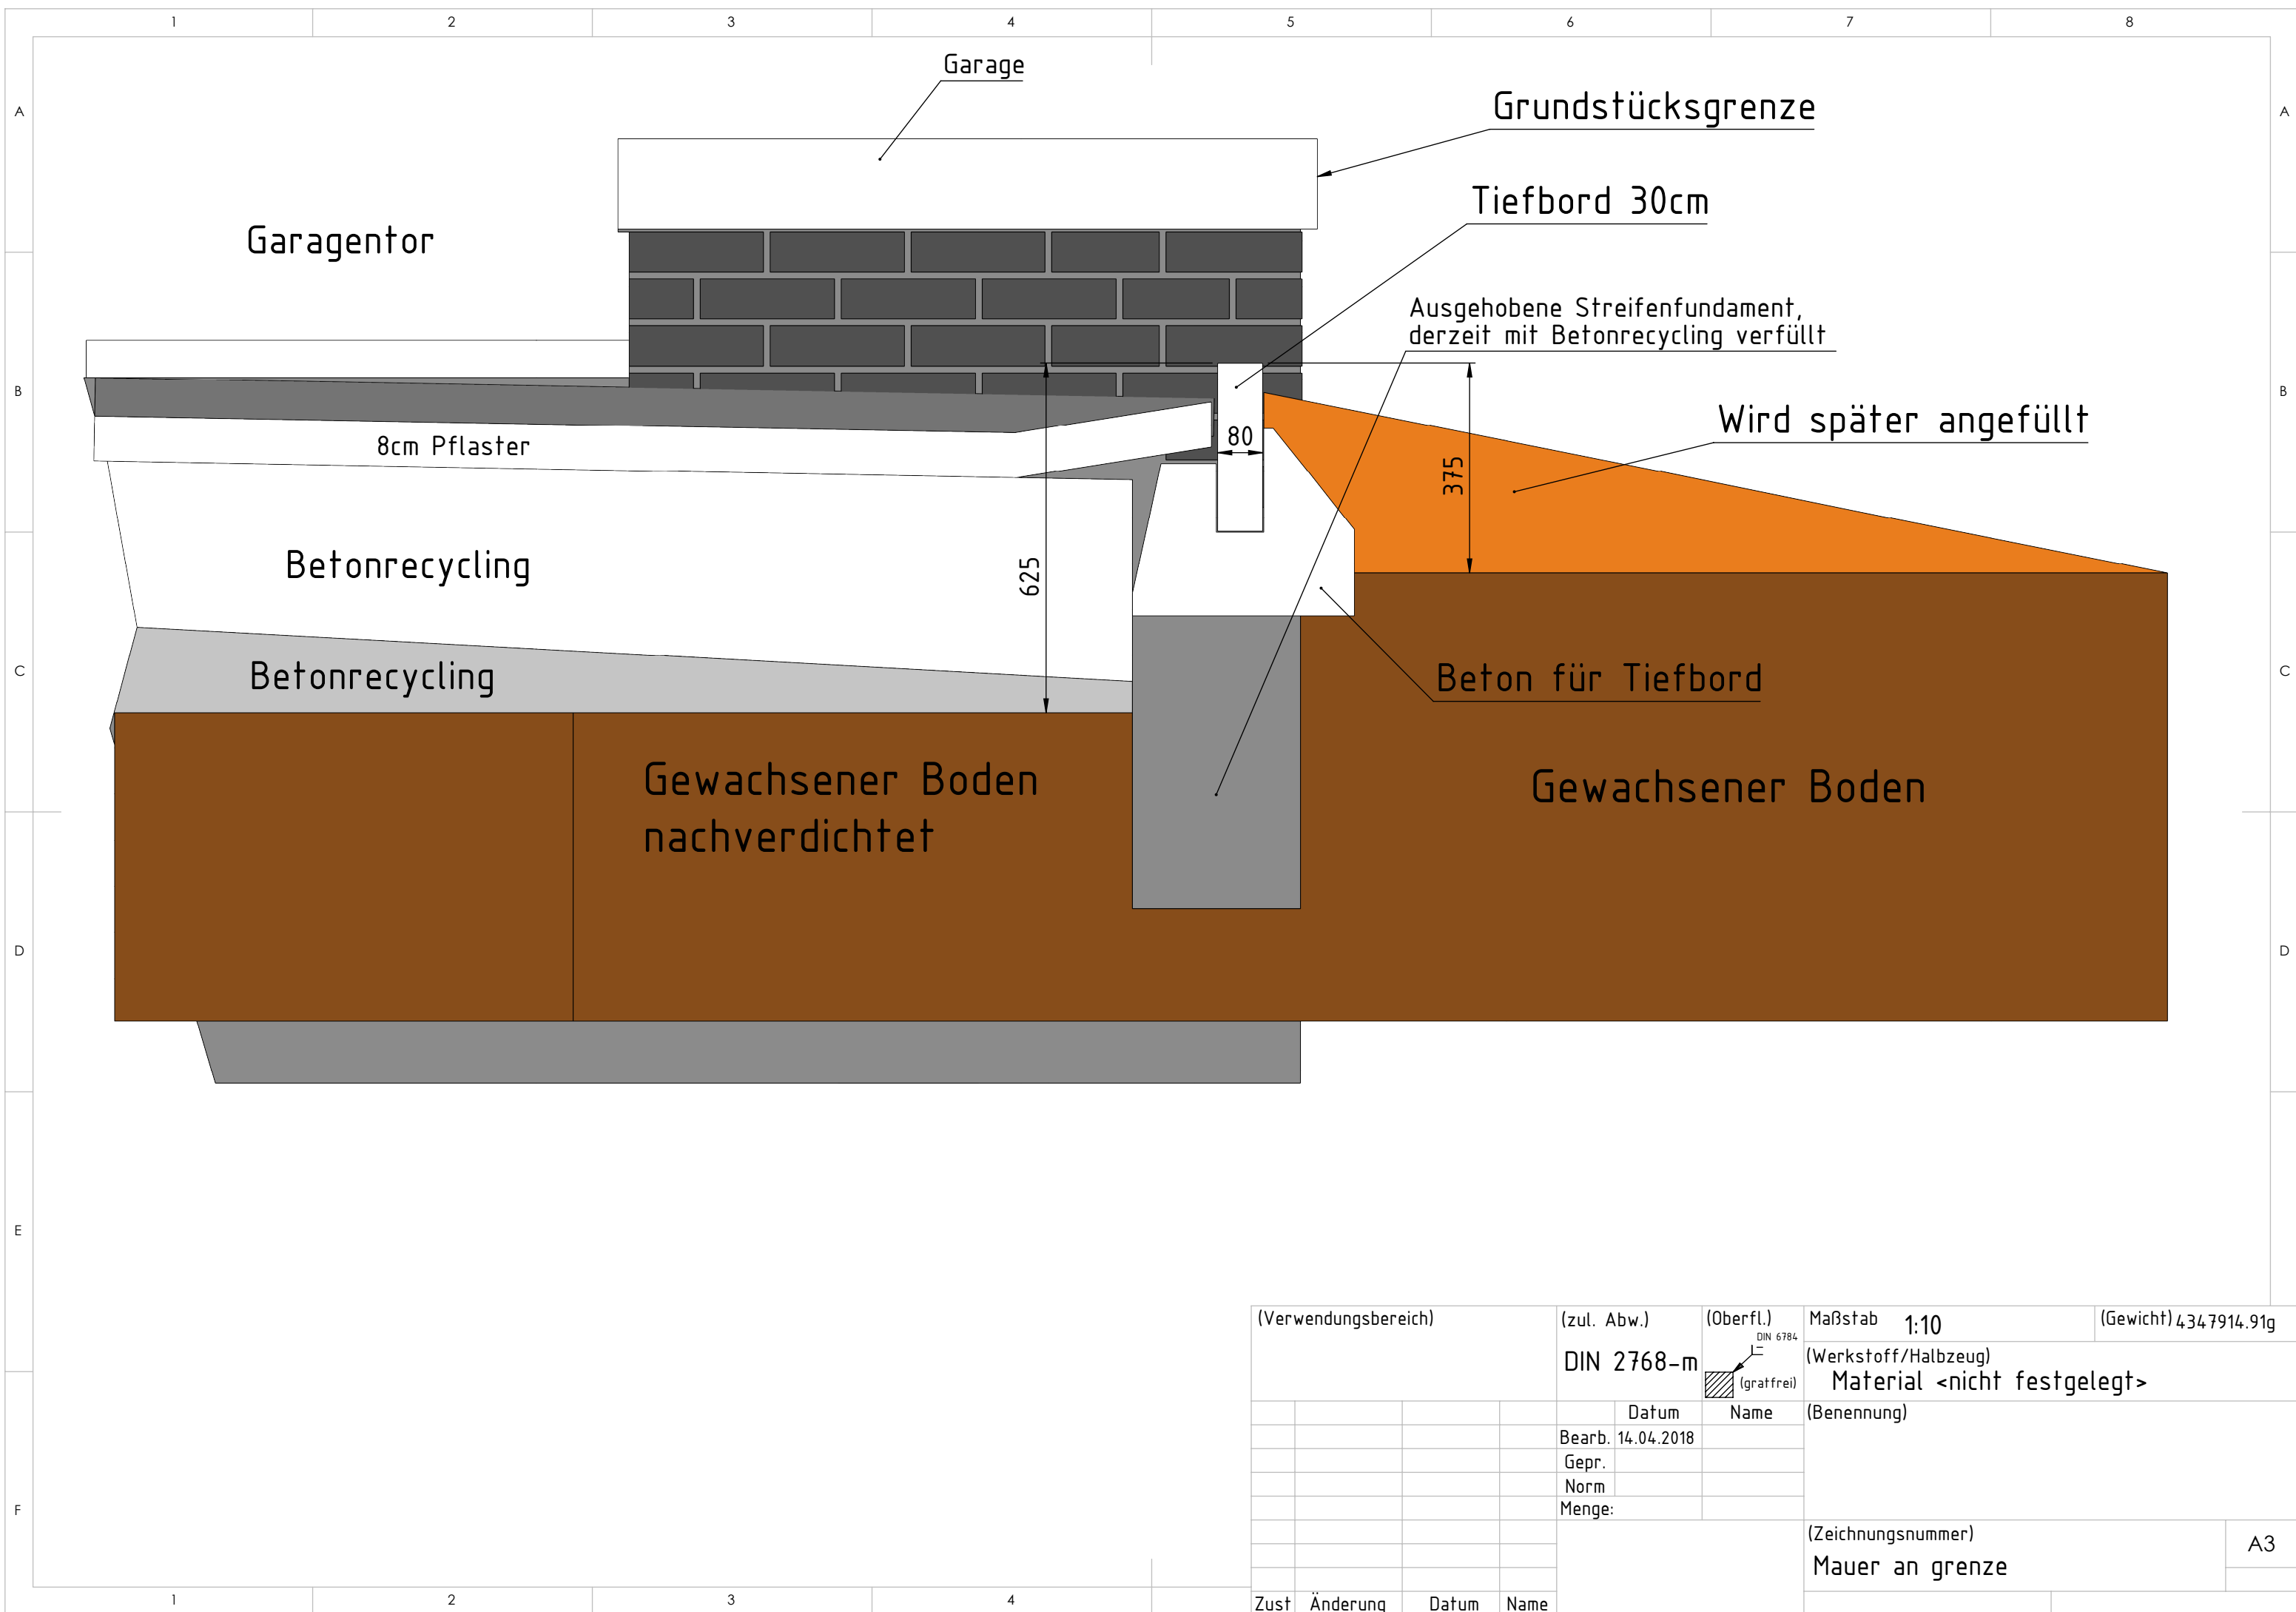 1 2 3 4 5 6 7 8
A A
Garage
Grundstücksgrenze
Tiefbord 30cm
Garagentor
Ausgehobene Streifenfundament,
derzeit mit Betonrecycling verfüllt
B B
Wird später angefüllt
8cm Pflaster
80
375
Betonrecycling
625
C C
Betonrecycling
Beton für Tiefbord
Gewachsener Boden
nachverdichtet
Gewachsener Boden
D D
E E
(Verwendungsbereich)
(zul. Abw.)
DIN 2768-m
(Oberfl.)
DIN 6784
(gratfrei)
Maßstab 1:10
(Gewicht) 4347914.91g
(Werkstoff/Halbzeug)
Material <nicht festgelegt>
Datum Name
(Benennung)
Bearb. 14.04.2018
Gepr.
Norm
Menge:
F
(Zeichnungsnummer)
Mauer an grenze
A3
Zust Änderung Datum Name
1 2 3 4